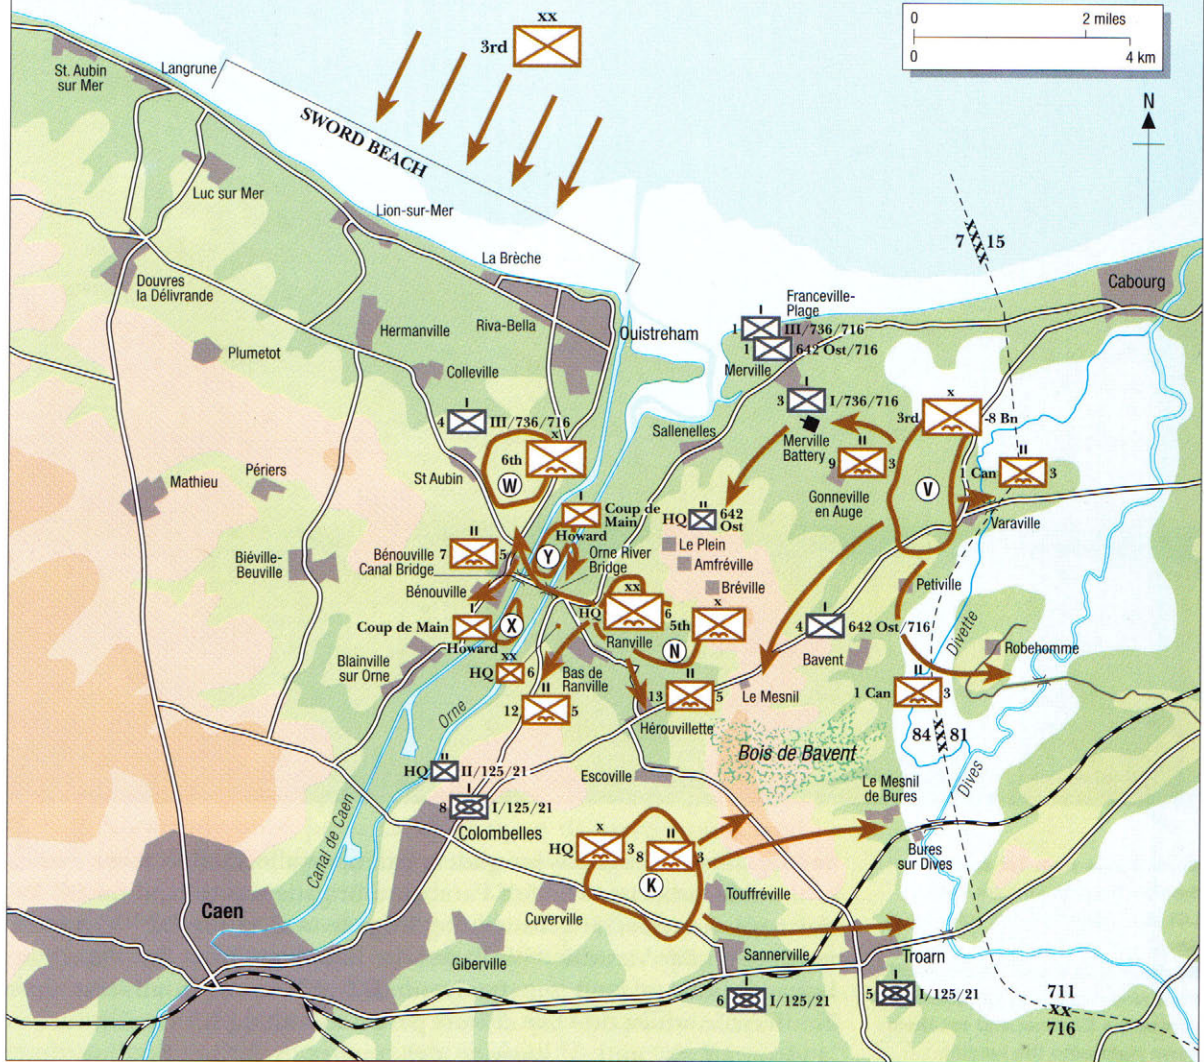 xx
3rd
0
2 miles
0
4 km
N
St. Aubin
sur Mer
Langrune
SWORD BEACH
Luc sur Mer
Lion-sur-Mer
La Brèche
7 xxxx 15
Cabourg
Douvres
la Délivrande
Hermanville
Riva-Bella
Ouistreham
Franceville-
Plage
I
1 III/736/716
1 642 Ost/716
Merville
Plumetot
Colleville
I
4 III/736/716
I
3 I/736/716
x
3rd -8 Bn
Sallenelles
Merville
Battery
II
9 3
x
6th
W
St Aubin
Périers
Mathieu
Gonneville
en Auge
V
II
1 Can 3
Varaville
I
Coup de
Main
Howard
II
HQ 642
Ost
Le Plein
Amfréville
Bréville
Y
Orne River
Bridge
Bénouville
Canal Bridge
II
7 5
Biéville-
Beuville
Bénouville
Petiville
xx
HQ 6
Ranville
x
5th
N
I
4 642 Ost/716
Bavent
Divette
Robehomme
I
Coup de Main
Howard
X
Blainville
sur Orne
xx
HQ 6
Bas de
Ranville
II
12 5
II
13 5
Hérouvillette
Le Mesnil
II
1 Can 3
84 xxx 81
Orne
Bois de Bavent
II
HQ II/125/21
I
8 I/125/21
Colombelles
Escoville
Le Mesnil
de Bures
Dives
Bures
sur Dives
Canal de Caen
x
HQ 3
II
8 3
K
Touffréville
Cuverville
Caen
Giberville
Sannerville
Troarn
I
6 I/125/21
I
5 I/125/21
711
xx
716